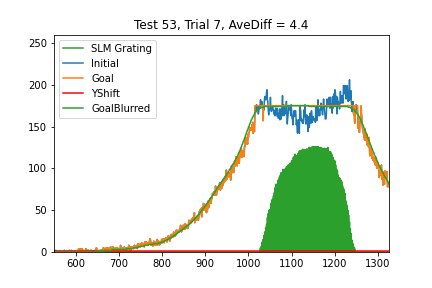 Test 53, Trial 7, AveDiff = 4.4
250
200
150
100
50
0
SLM Grating
Initial
Goal
YShift
GoalBlurred
600 700 800 900 1000 1100 1200 1300